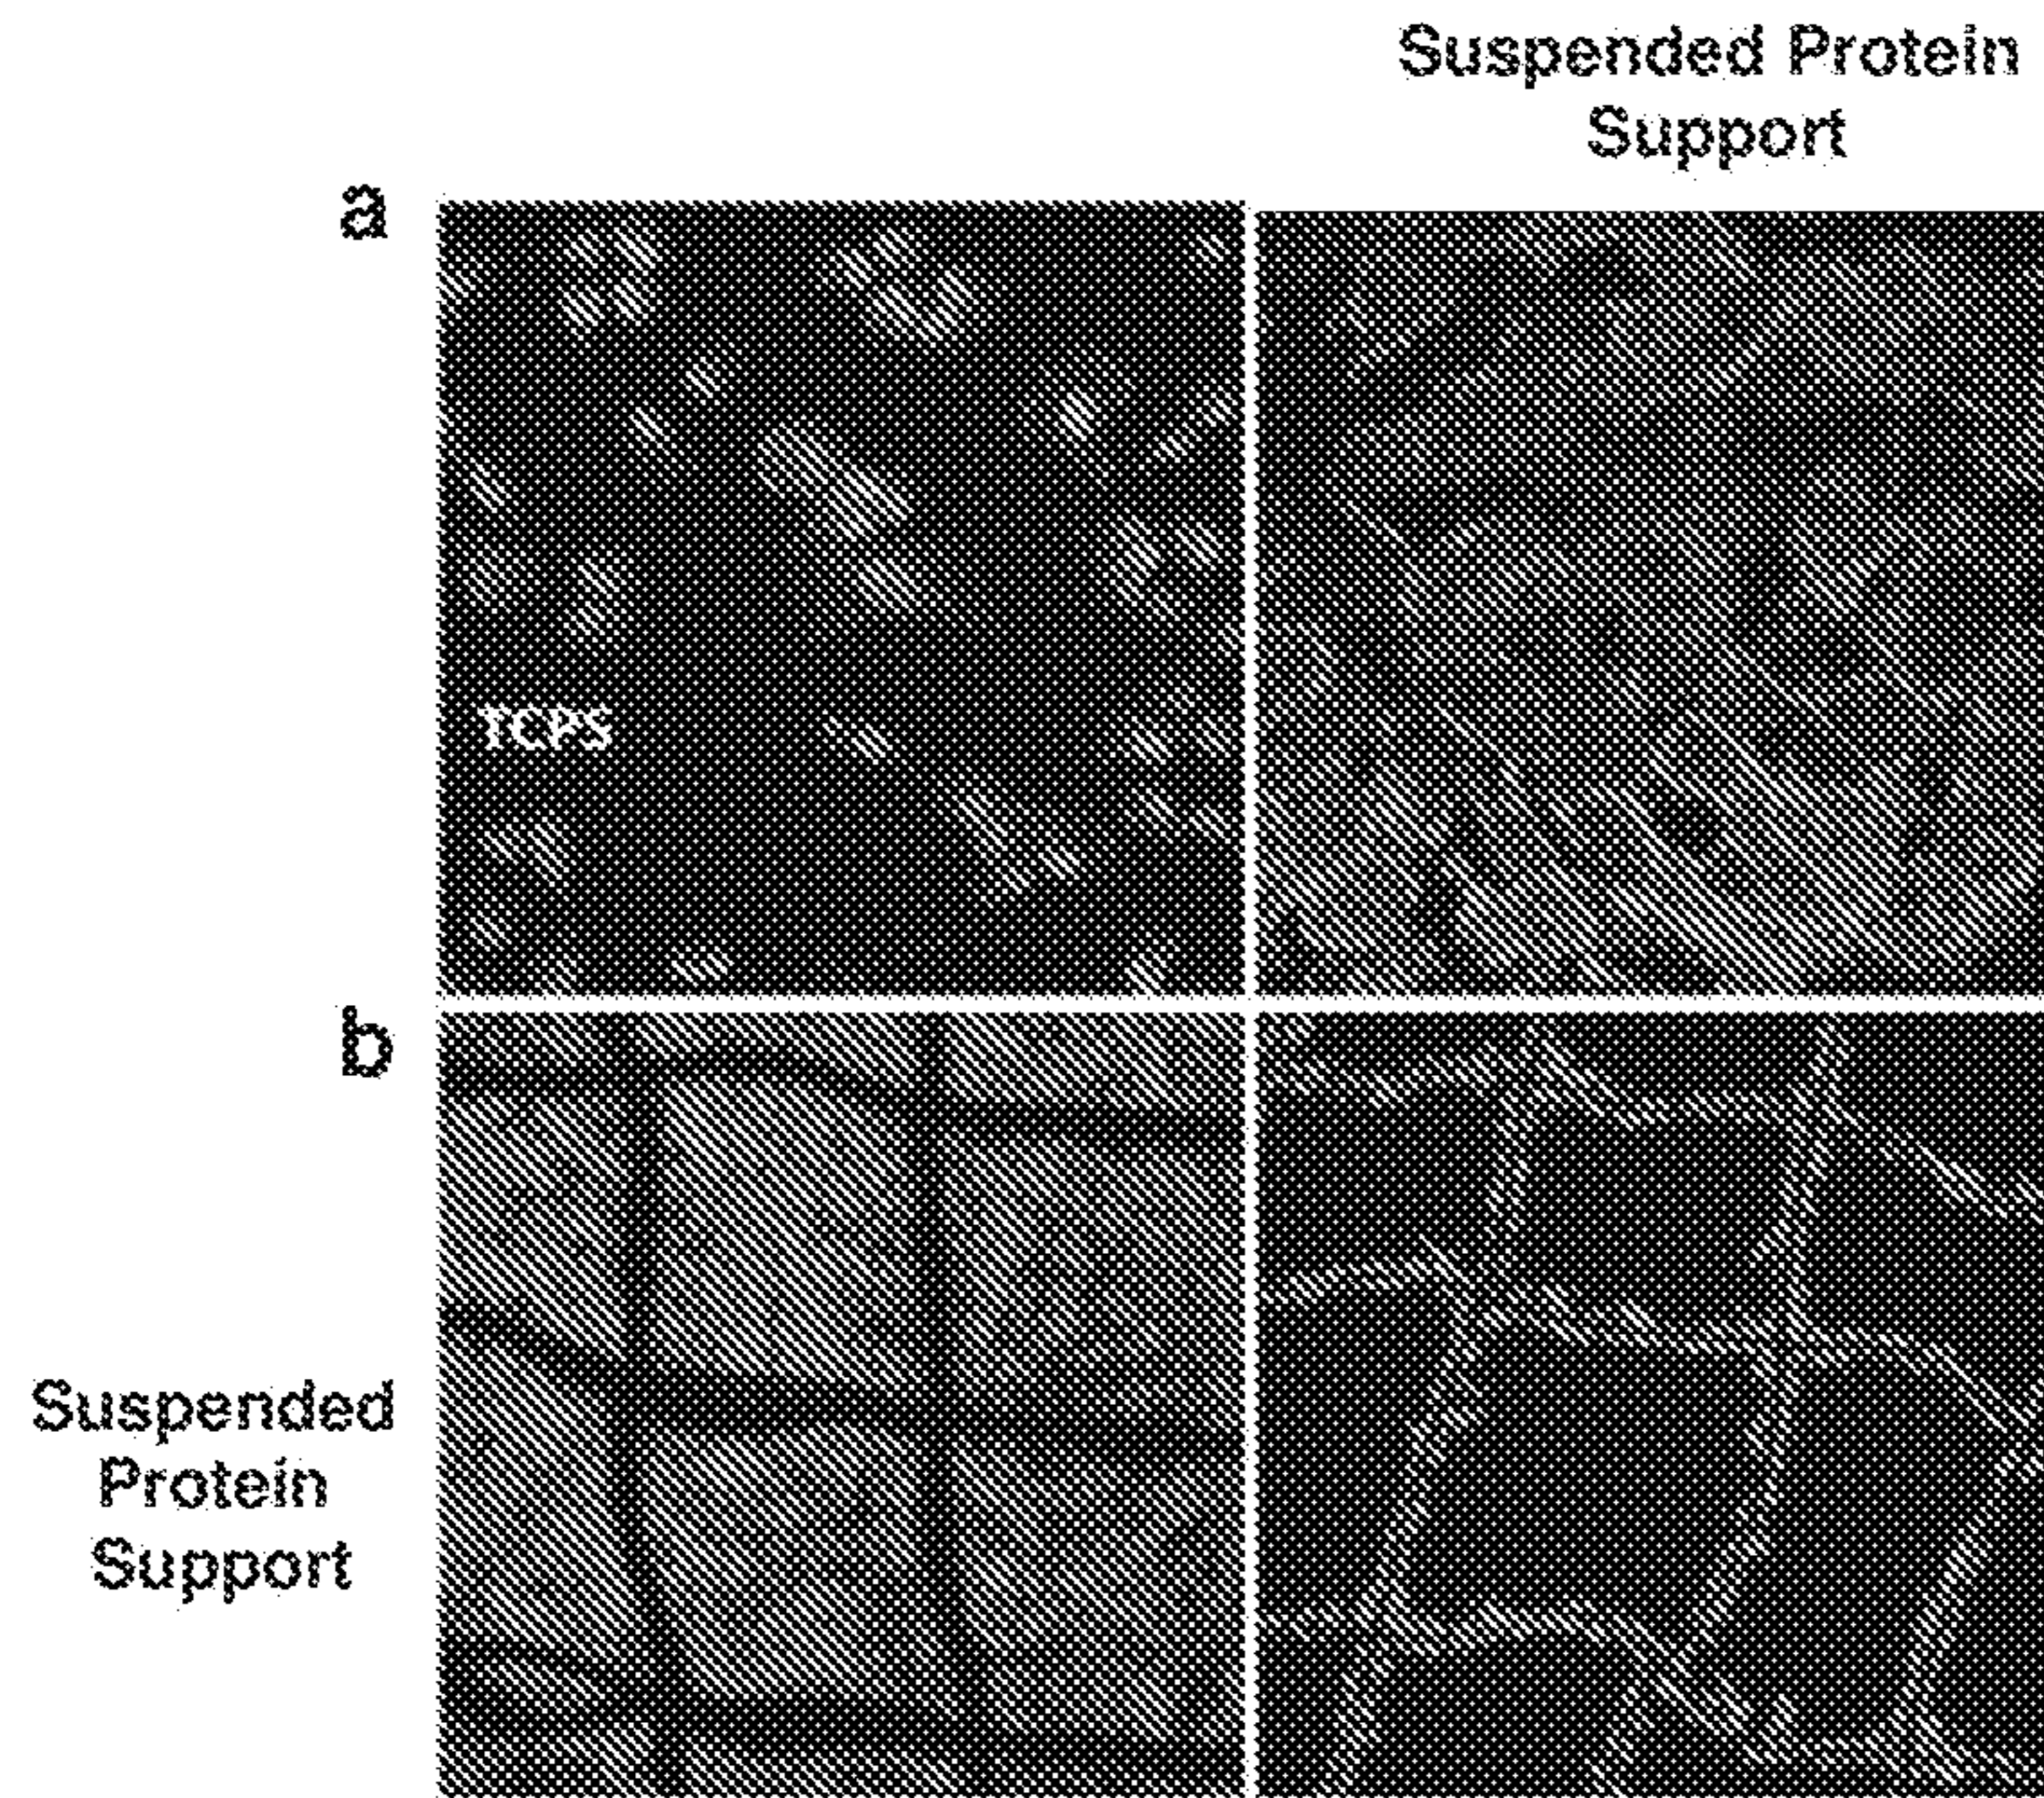 Suspended Protein
Support
a
TCPS
b
Suspended
Protein
Support